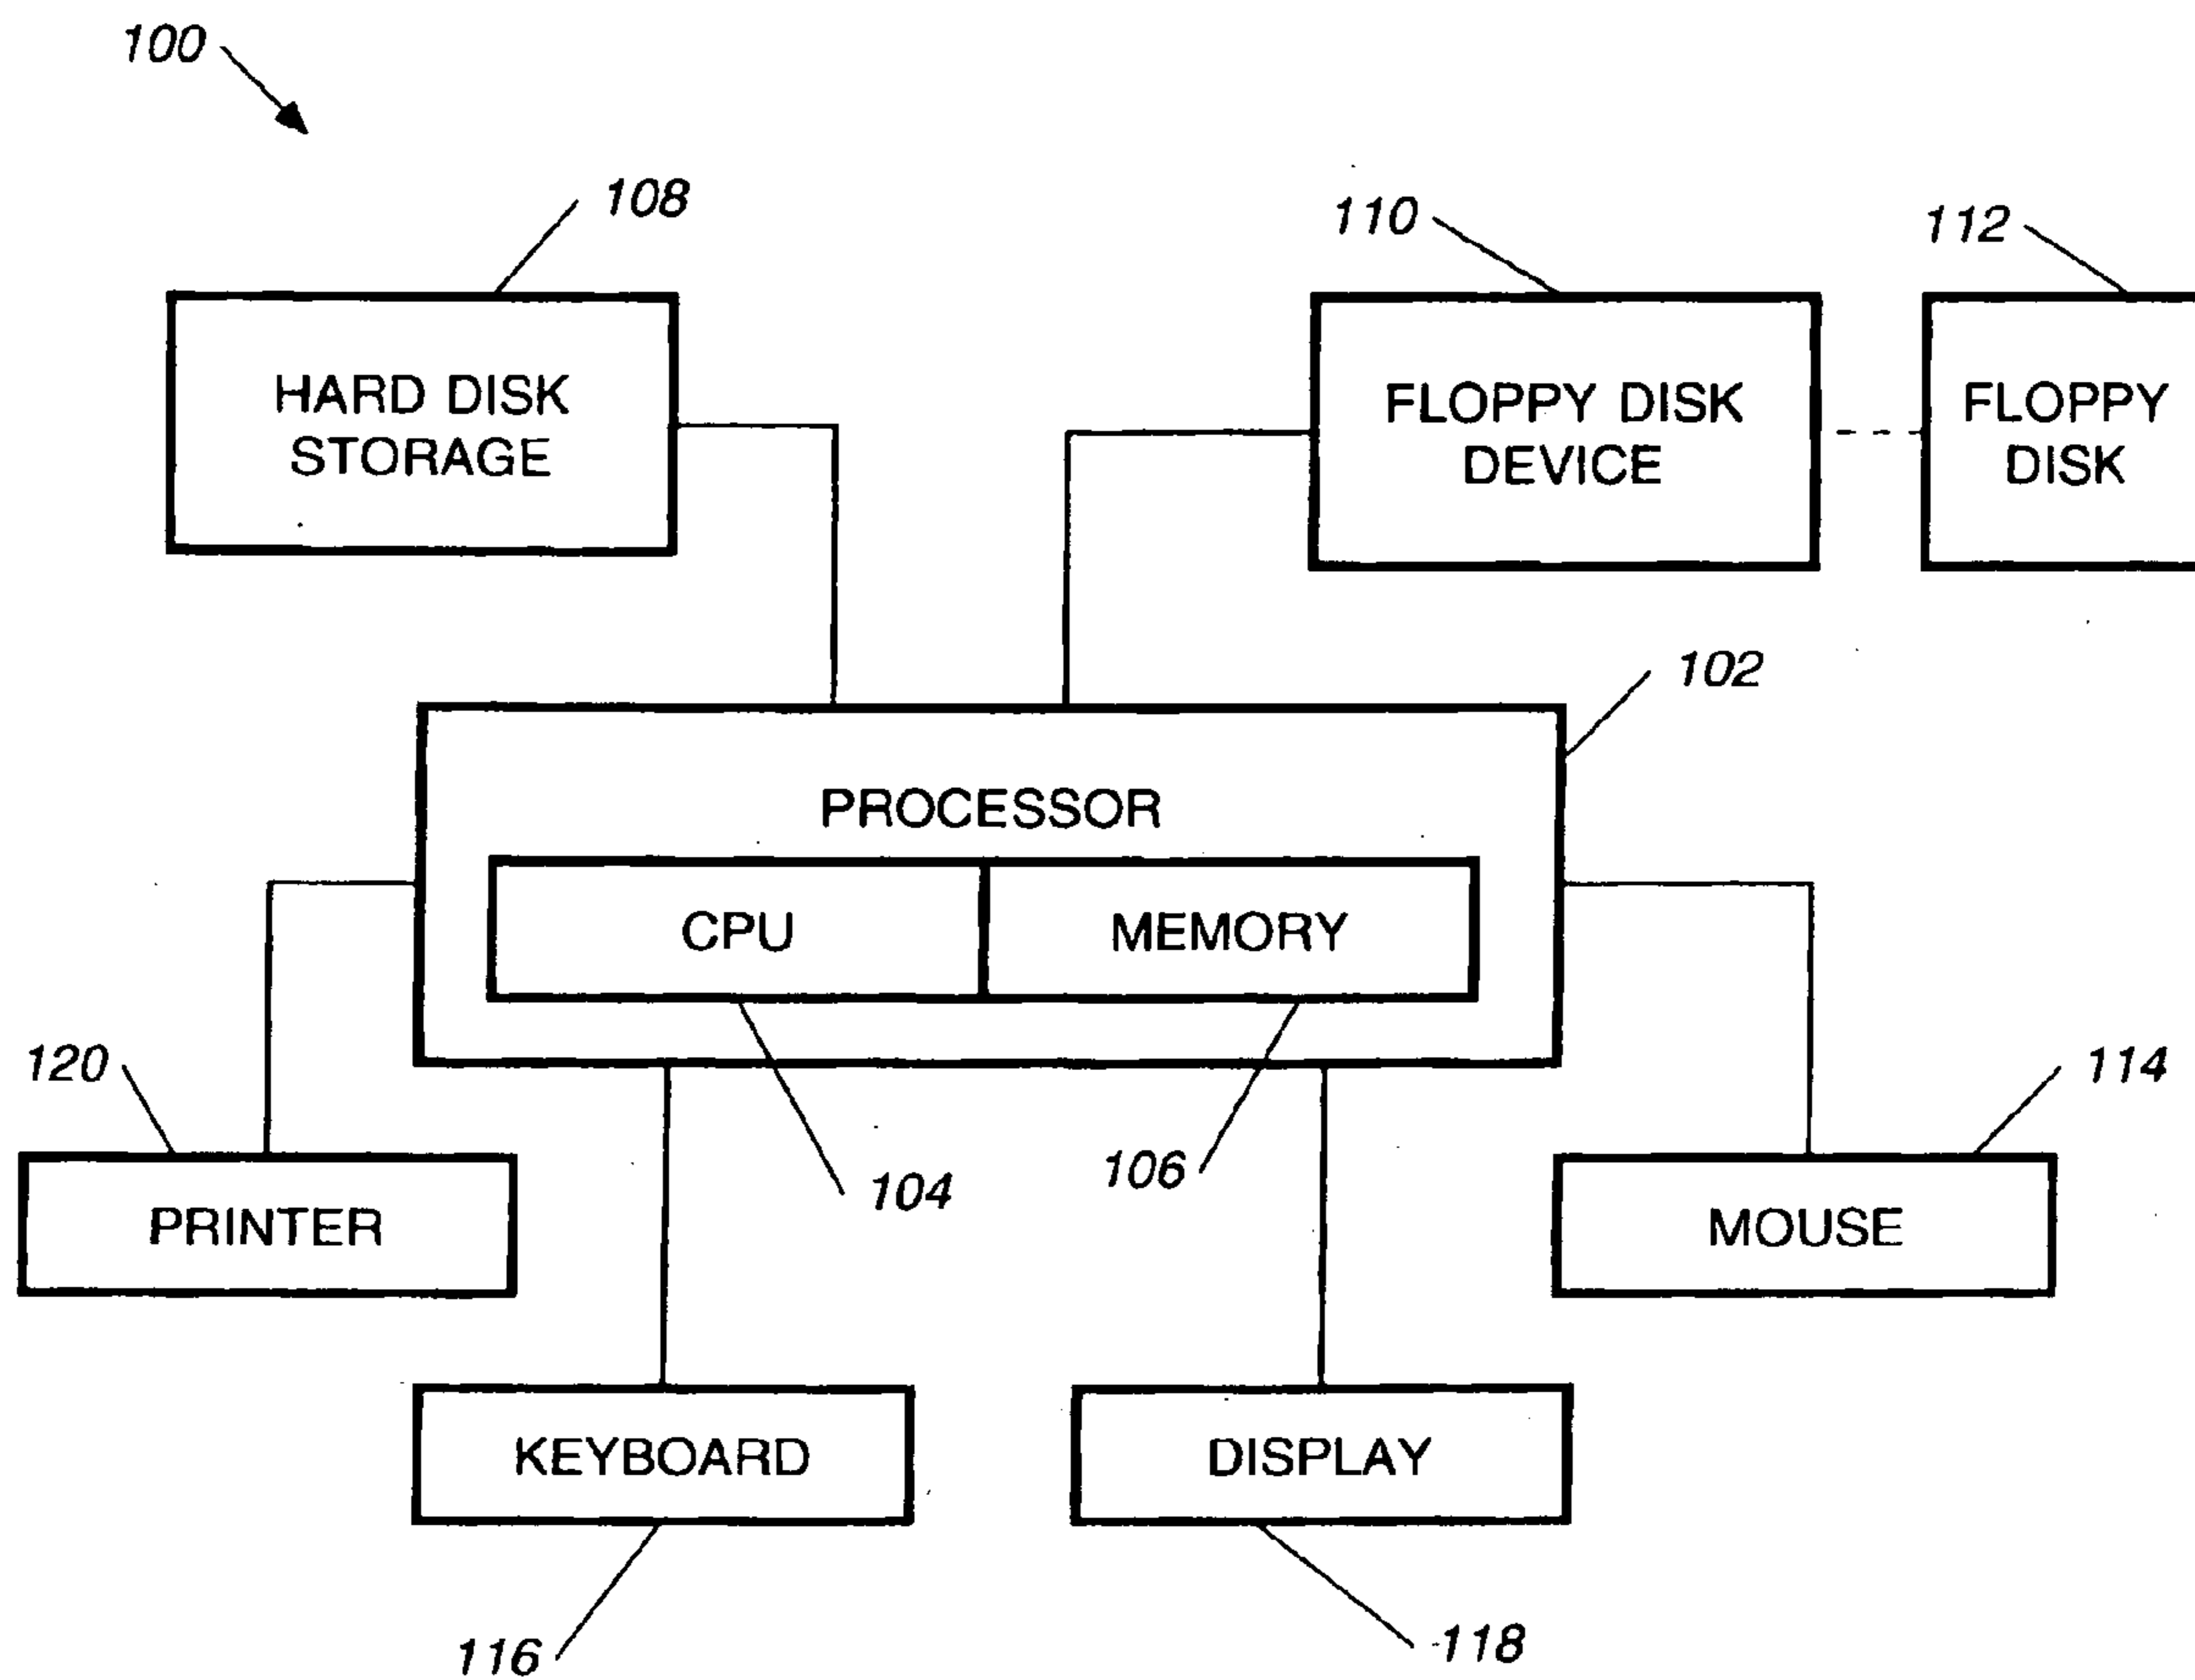 100
108
110
112
HARD DISK
STORAGE
FLOPPY DISK
DEVICE
FLOPPY
DISK
102
PROCESSOR
CPU
MEMORY
120
104
106
114
PRINTER
MOUSE
KEYBOARD
DISPLAY
116
118